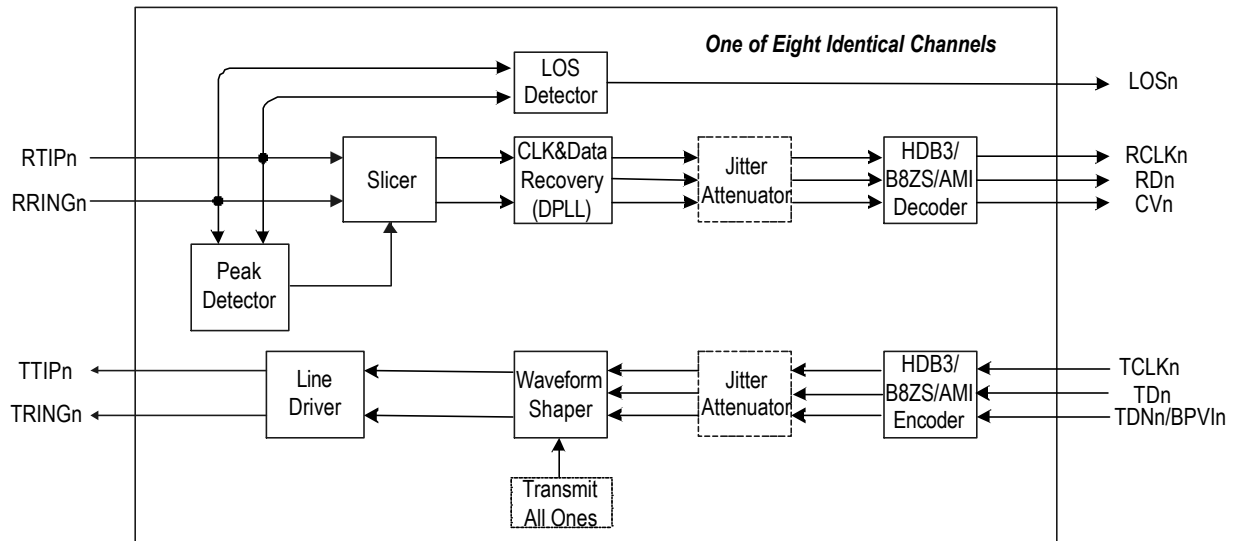 One of Eight Identical Channels
LOS
Detector
LOSn
RTIPn
RRINGn
Slicer
CLK&Data
Recovery
(DPLL)
Jitter
Attenuator
HDB3/
B8ZS/AMI
Decoder
RCLKn
RDn
CVn
Peak
Detector
TTIPn
TRINGn
Line
Driver
Waveform
Shaper
Jitter
Attenuator
HDB3/
B8ZS/AMI
Encoder
TCLKn
TDn
TDNn/BPVIn
Transmit
All Ones